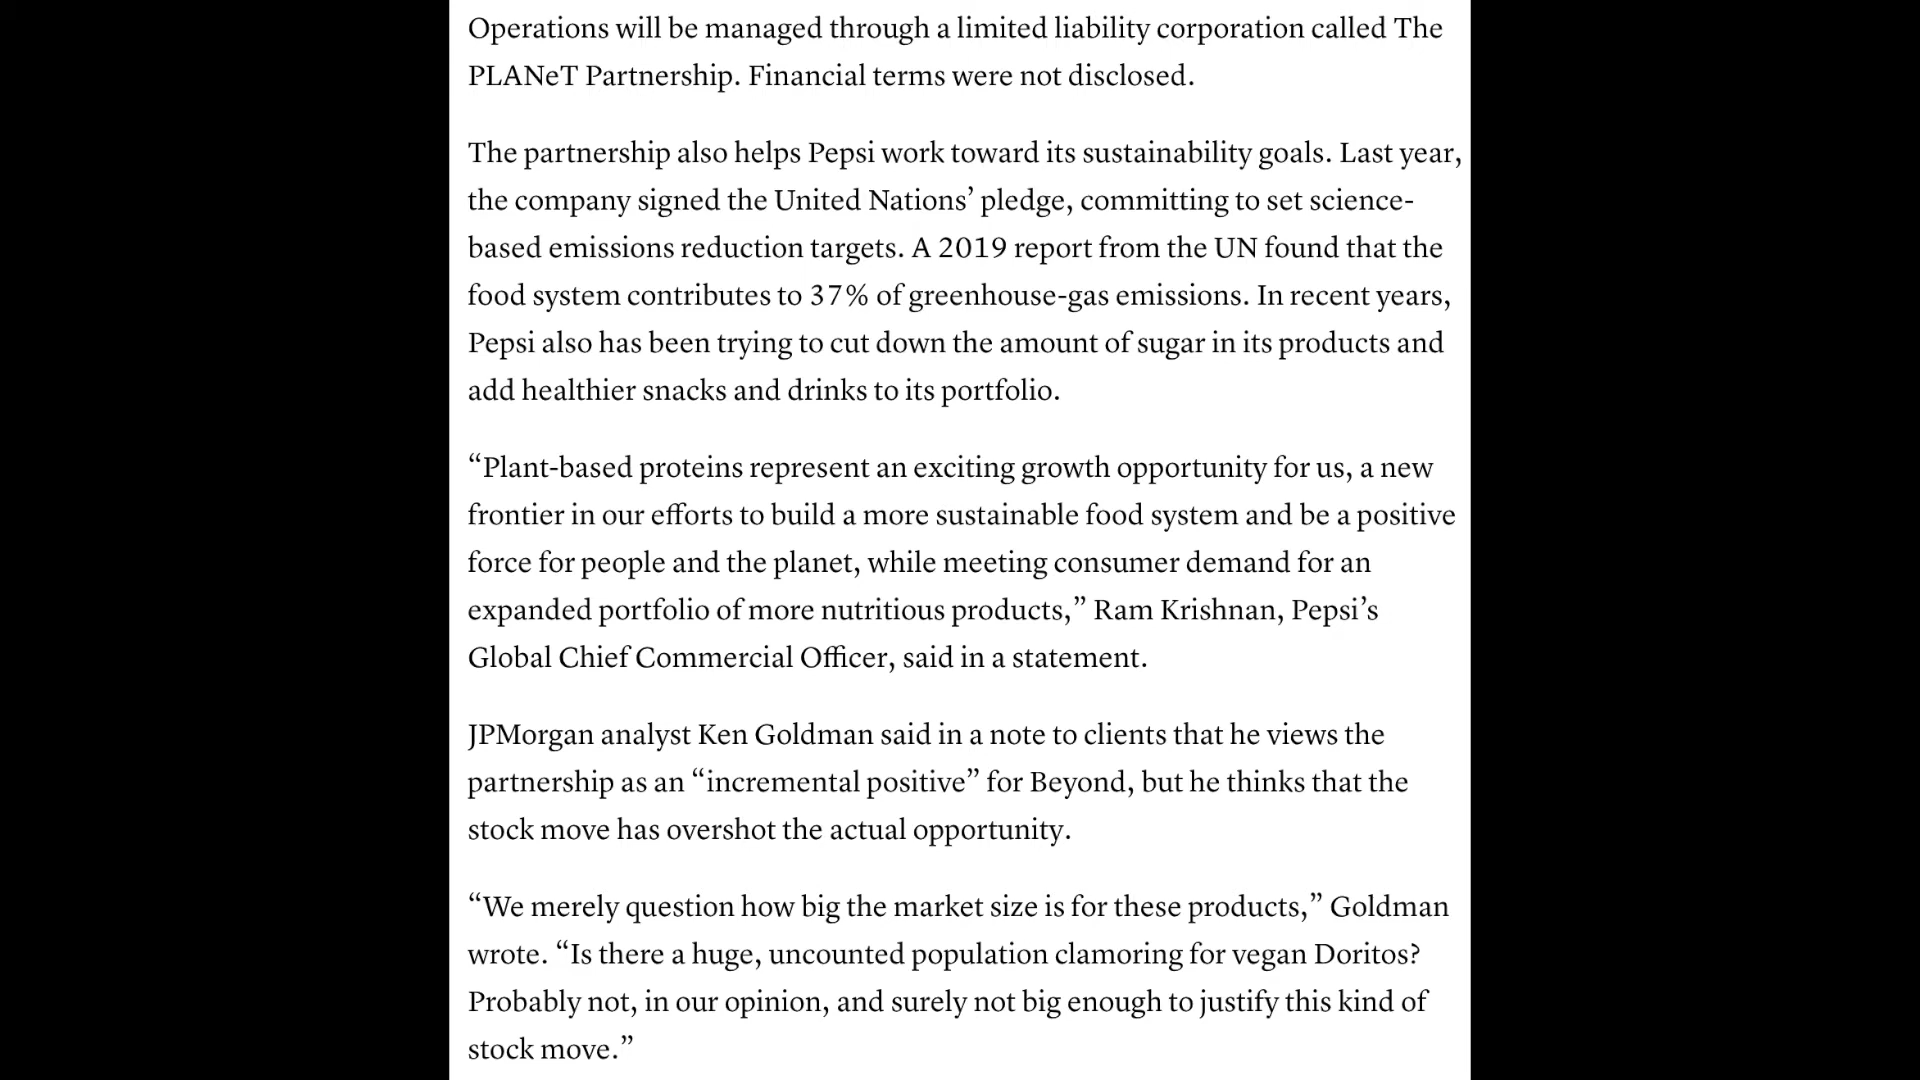 Operations will be managed through a limited liability corporation called The
PLANeT Partnership. Financial terms were not disclosed.
The partnership also helps Pepsi work toward its sustainability goals. Last year,
the company signed the United Nations’ pledge, committing to set science-
based emissions reduction targets. A 2019 report from the UN found that the
food system contributes to 37% of greenhouse-gas emissions. In recent years,
Pepsi also has been trying to cut down the amount of sugar in its products and
add healthier snacks and drinks to its portfolio.
“Plant-based proteins represent an exciting growth opportunity for us, a new
frontier in our efforts to build a more sustainable food system and be a positive
force for people and the planet, while meeting consumer demand for an
expanded portfolio of more nutritious products,” Ram Krishnan, Pepsi’s
Global Chief Commercial Officer, said in a statement.
JPMorgan analyst Ken Goldman said in a note to clients that he views the
partnership as an “incremental positive” for Beyond, but he thinks that the
stock move has overshot the actual opportunity.
“We merely question how big the market size is for these products,” Goldman
wrote. “Is there a huge, uncounted population clamoring for vegan Doritos?
Probably not, in our opinion, and surely not big enough to justify this kind of
stock move.”